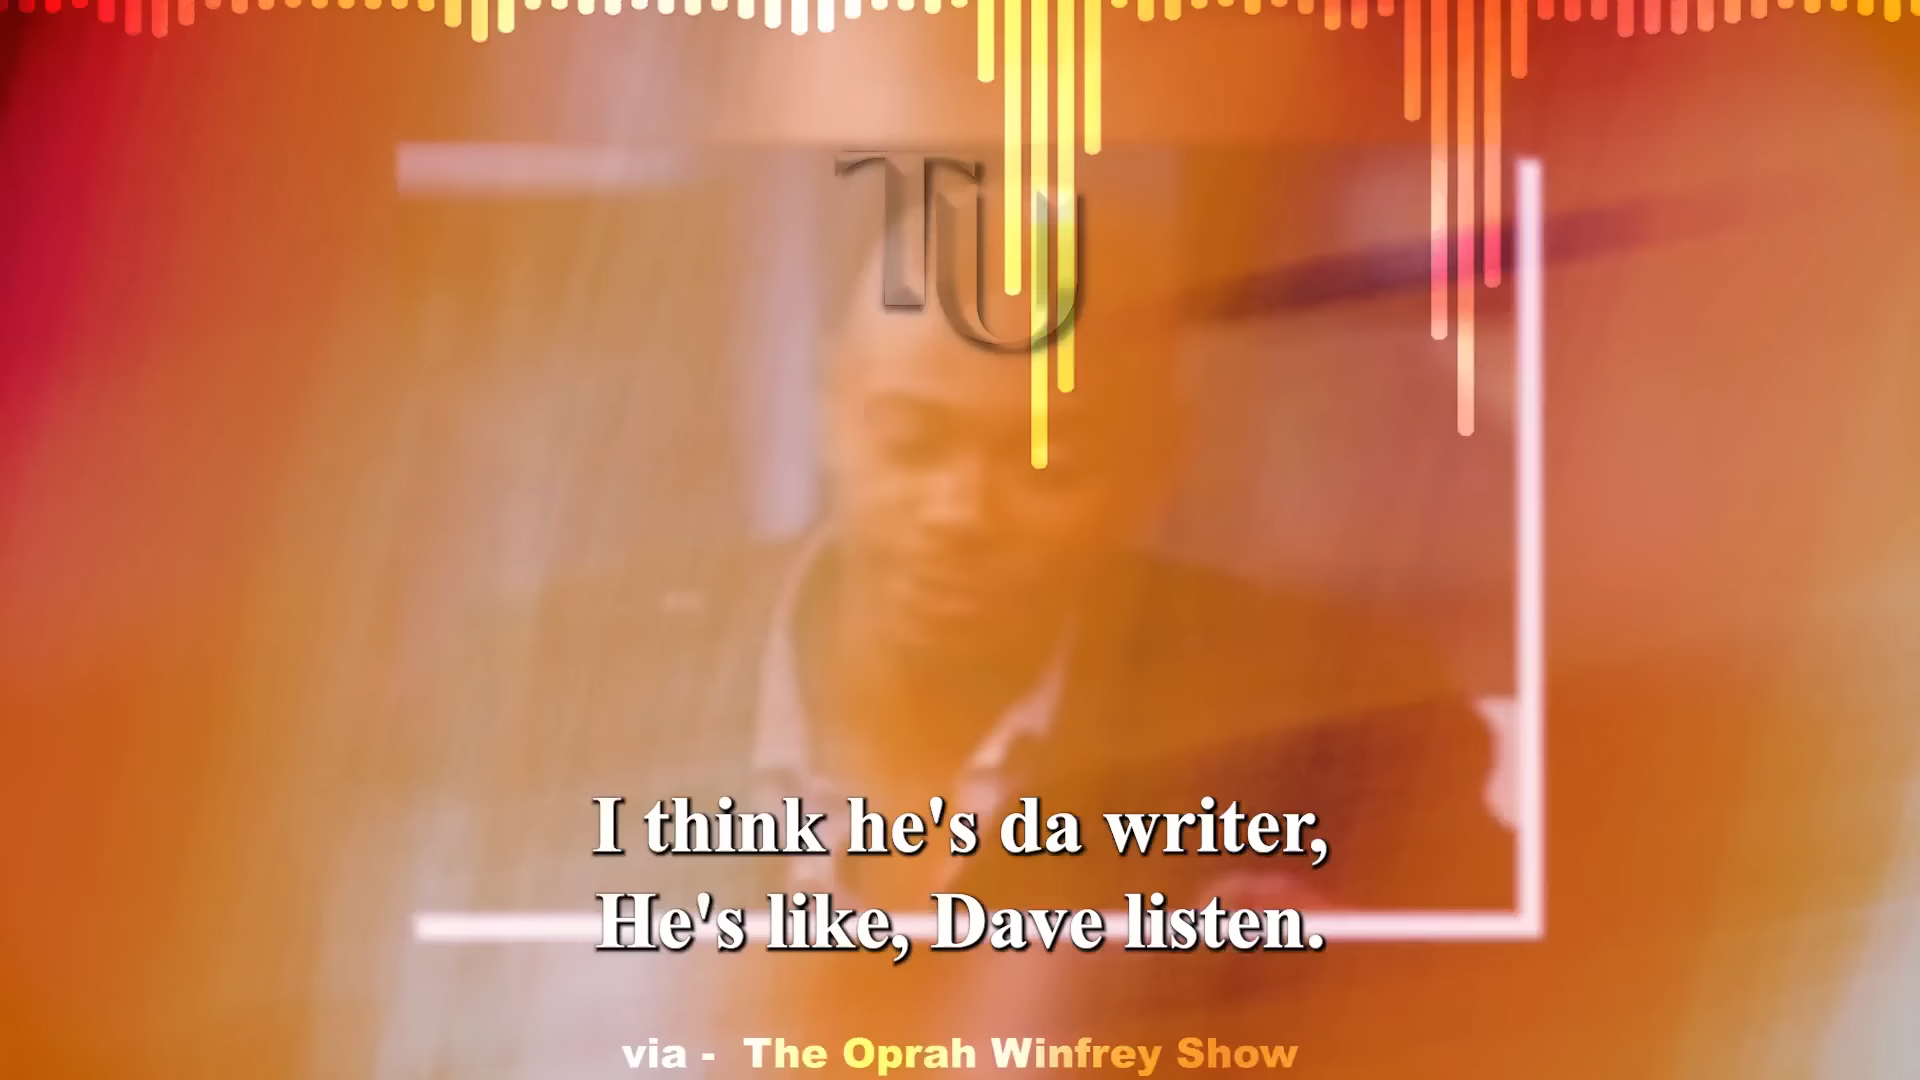 TU
I think he's da writer,
He's like, Dave listen.
via - The Oprah Winfrey Show